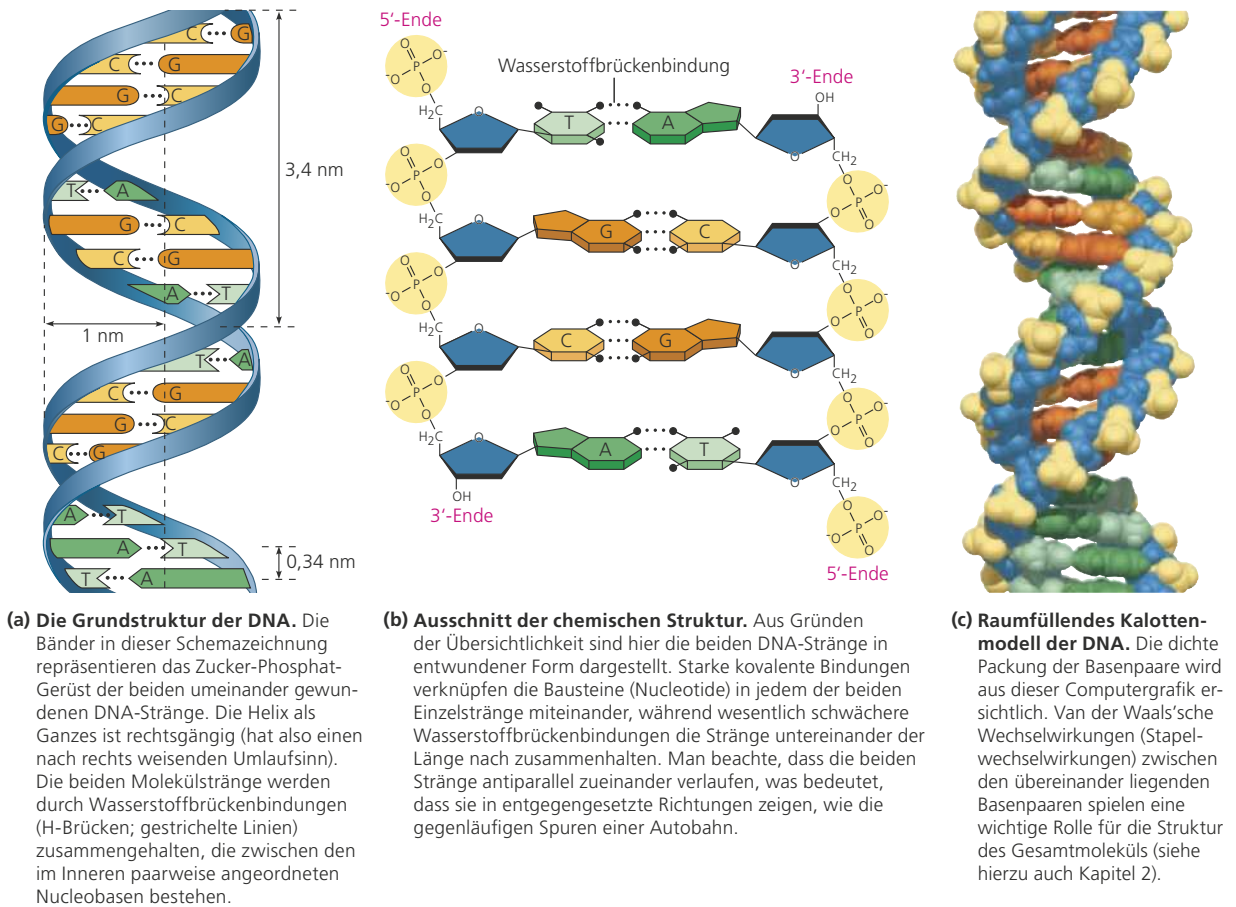 C G
C G
G C
G C
T A
G C
C G
A T
T A
C G
G C
C G
A T
A T
T A
3,4 nm
1 nm
0,34 nm
5′-Ende
Wasserstoffbrückenbindung
3′-Ende
OH
O
P
O⁻
⁻O
O
H₂C
O
T A
O
CH₂
O
P
O⁻
⁻O
O
H₂C
O
G C
O
CH₂
O
P
O⁻
⁻O
O
H₂C
O
C G
O
CH₂
O
P
O⁻
⁻O
O
H₂C
O
A T
O
CH₂
OH
3′-Ende
O
P
O⁻
⁻O
O
5′-Ende
(a) Die Grundstruktur der DNA. Die
Bänder in dieser Schemazeichnung
repräsentieren das Zucker-Phosphat-
Gerüst der beiden umeinander gewun-
denen DNA-Stränge. Die Helix als
Ganzes ist rechtsgängig (hat also einen
nach rechts weisenden Umlaufsinn).
Die beiden Molekülstränge werden
durch Wasserstoffbrückenbindungen
(H-Brücken; gestrichelte Linien)
zusammengehalten, die zwischen den
im Inneren paarweise angeordneten
Nucleobasen bestehen.
(b) Ausschnitt der chemischen Struktur. Aus Gründen
der Übersichtlichkeit sind hier die beiden DNA-Stränge in
entwundener Form dargestellt. Starke kovalente Bindungen
verknüpfen die Bausteine (Nucleotide) in jedem der beiden
Einzelstränge miteinander, während wesentlich schwächere
Wasserstoffbrückenbindungen die Stränge untereinander der
Länge nach zusammenhalten. Man beachte, dass die beiden
Stränge antiparallel zueinander verlaufen, was bedeutet,
dass sie in entgegengesetzte Richtungen zeigen, wie die
gegenläufigen Spuren einer Autobahn.
(c) Raumfüllendes Kalotten-
modell der DNA. Die dichte
Packung der Basenpaare wird
aus dieser Computergrafik er-
sichtlich. Van der Waals’sche
Wechselwirkungen (Stapel-
wechselwirkungen) zwischen
den übereinander liegenden
Basenpaaren spielen eine
wichtige Rolle für die Struktur
des Gesamtmoleküls (siehe
hierzu auch Kapitel 2).